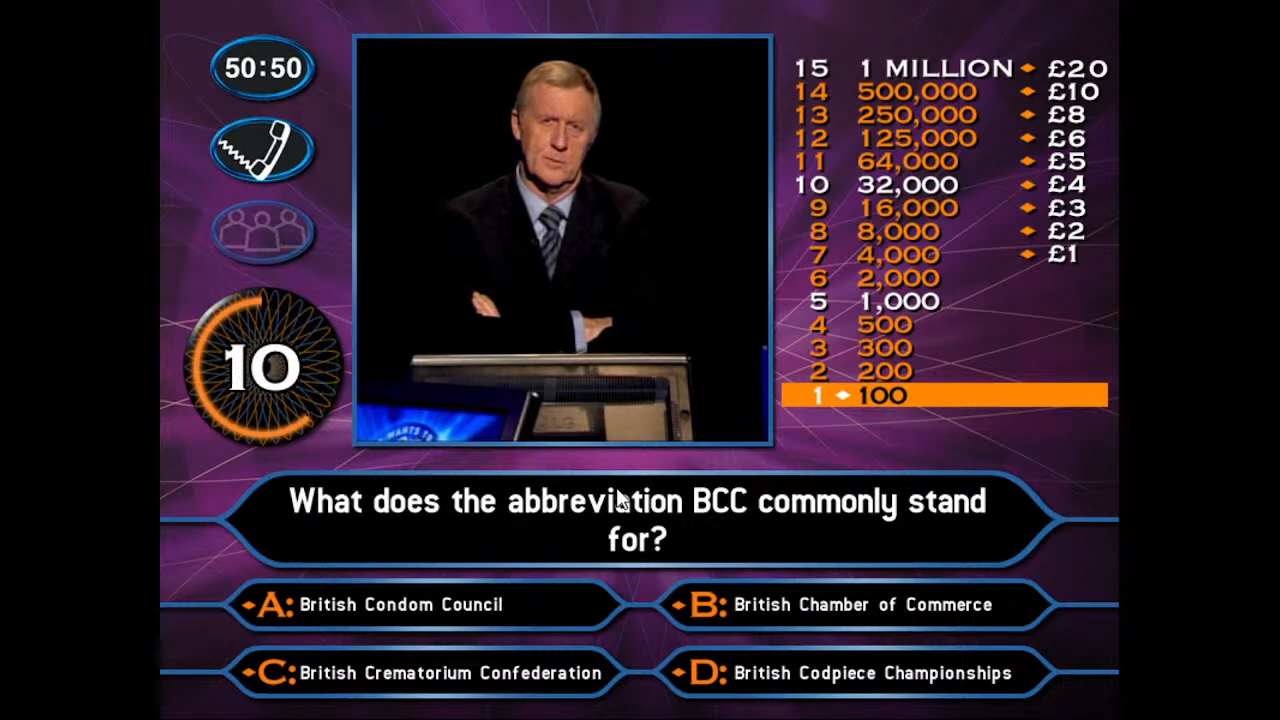 50:50
10
15 1 MILLION £20
14 500,000 £10
13 250,000 £8
12 125,000 £6
11 64,000 £5
10 32,000 £4
9 16,000 £3
8 8,000 £2
7 4,000 £1
6 2,000
5 1,000
4 500
3 300
2 200
1 100
WANTS TO
What does the abbreviation BCC commonly stand
for?
A: British Condom Council
B: British Chamber of Commerce
C: British Crematorium Confederation
D: British Codpiece Championships